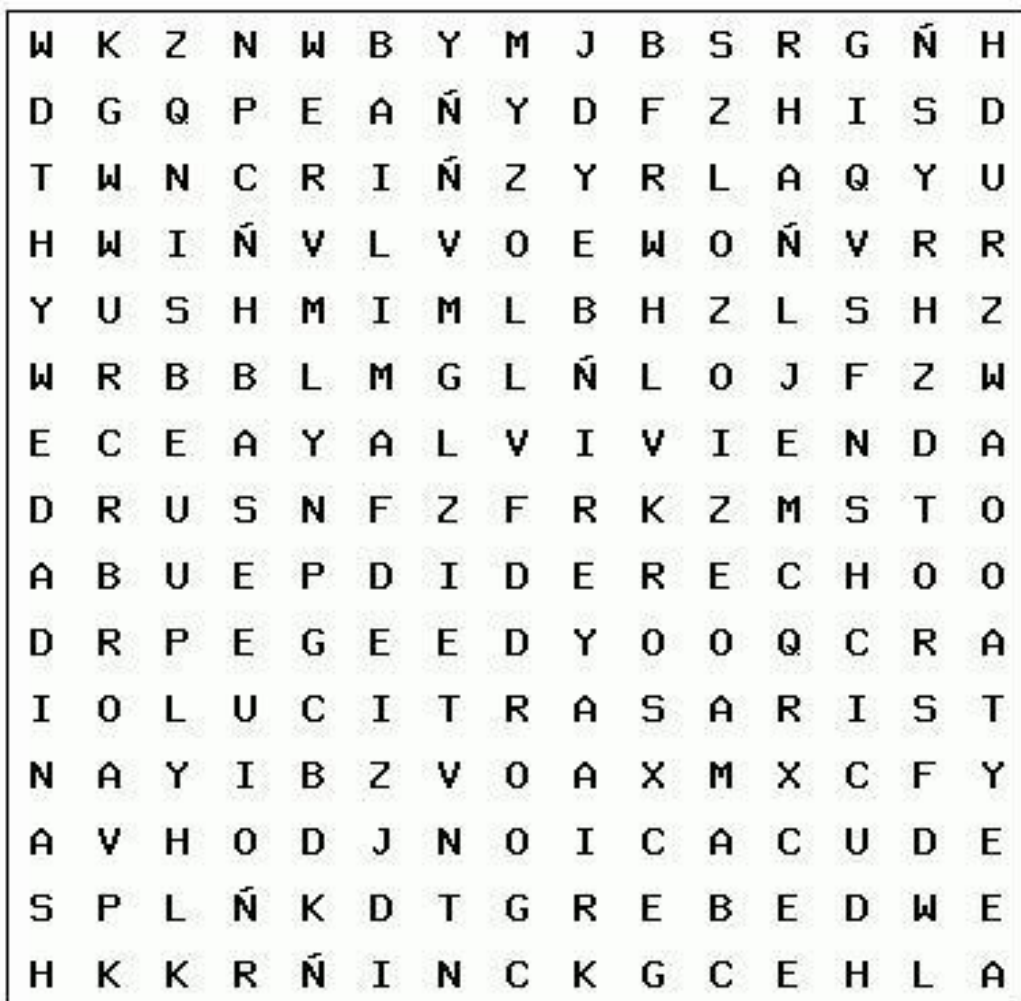 W K Z N W B Y M J B S R G Ñ H
D G Q P E A Ñ Y D F Z H I S D
T W N C R I Ñ Z Y R L A Q Y U
H W I Ñ V L V O E W O Ñ V R R
Y U S H M I M L B H Z L S H Z
W R B B L M G L Ñ L O J F Z W
E C E A Y A L V I V I E N D A
D R U S N F Z F R K Z M S T O
A B U E P D I D E R E C H O O
D R P E G E E D Y O O Q C R A
I O L U C I T R A S A R I S T
N A Y I B Z V O A X M X C F Y
A V H O D J N O I C A C U D E
S P L Ñ K D T G R E B E D W E
H K K R Ñ I N C K G C E H L A